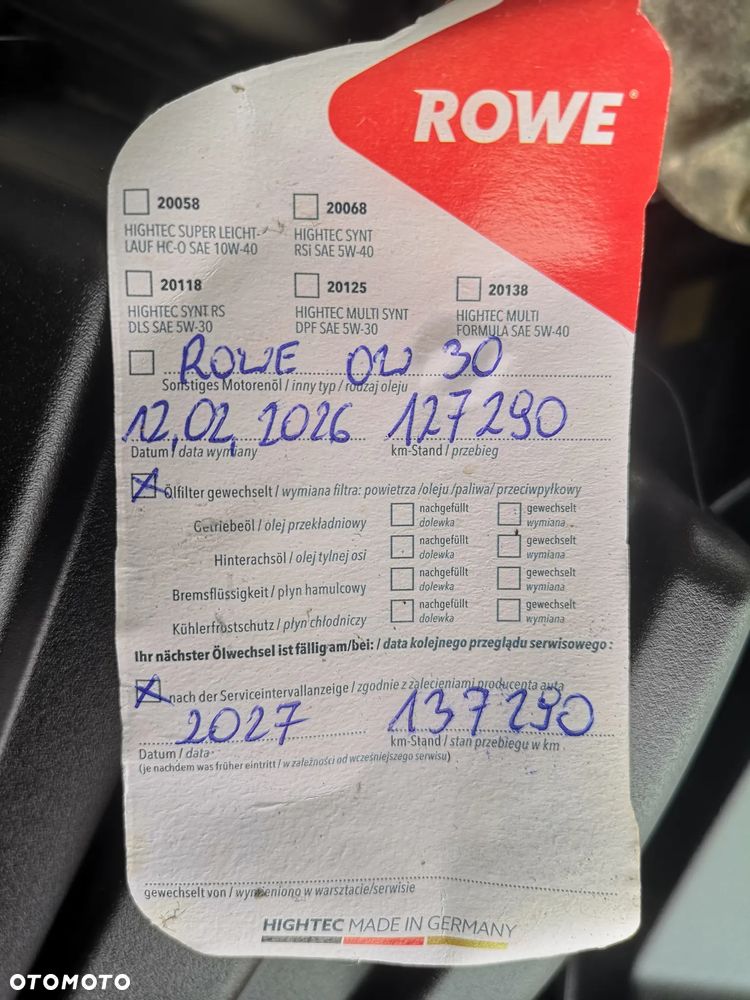 ROWE®
20058
HIGHTEC SUPER LEICHT-
LAUF HC-O SAE 10W-40
20068
HIGHTEC SYNT
RSi SAE 5W-40
20118
HIGHTEC SYNT RS
DLS SAE 5W-30
20125
HIGHTEC MULTI SYNT
DPF SAE 5W-30
20138
HIGHTEC MULTI
FORMULA SAE 5W-40
ROWE 0W 30
Sonstiges Motorenöl / inny typ / rodzaj oleju
12,02,2026 127290
Datum / data wymiany km-Stand / przebieg
Ölfilter gewechselt / wymiana filtra: powietrza /oleju /paliwa/ przeciwpyłkowy
Getriebeöl / olej przekładniowy nachgefüllt dolewka gewechselt wymiana
Hinterachsöl / olej tylnej osi nachgefüllt dolewka gewechselt wymiana
Bremsflüssigkeit / płyn hamulcowy nachgefüllt dolewka gewechselt wymiana
Kühlerfrostschutz / płyn chłodniczy nachgefüllt dolewka gewechselt wymiana
Ihr nächster Ölwechsel ist fällig am/bei: / data kolejnego przeglądu serwisowego :
nach der Serviceintervallanzeige / zgodnie z zaleceniami producenta auta
2027 137290
Datum / data km-Stand / stan przebiegu w km
(je nachdem was früher eintritt / w zależności od wcześniejszego serwisu)
gewechselt von / wymieniono w warsztacie/serwisie
HIGHTEC MADE IN GERMANY
OTOMOTO